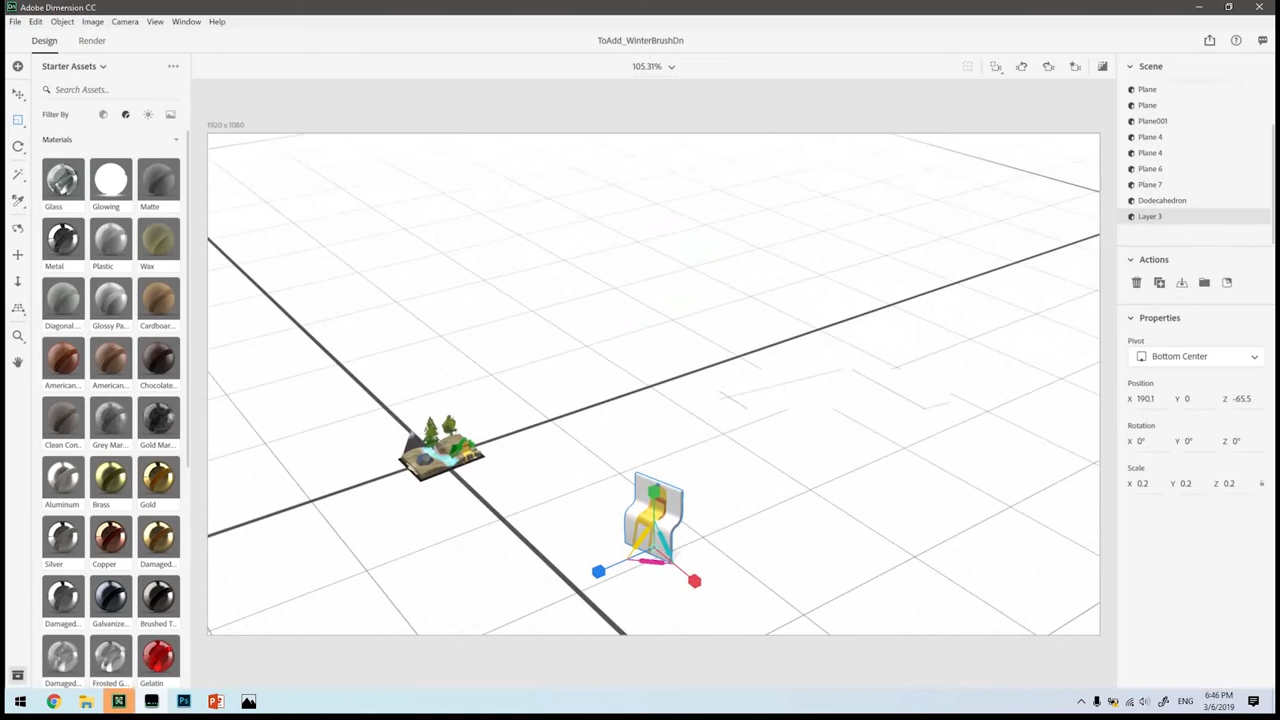 Dn Adobe Dimension CC
File Edit Object Image Camera View Window Help
Design Render ToAdd_WinterBrushDn
Starter Assets
105.31%
Search Assets...
Filter By
1920 x 1080
Materials
Glass Glowing Matte
Metal Plastic Wax
Diagonal ... Glossy Pa... Cardboar...
American... American... Chocolate...
Clean Con... Grey Mar... Gold Mar...
Aluminum Brass Gold
Silver Copper Damaged...
Damaged... Galvanize... Brushed T...
Damaged... Frosted G... Gelatin
Scene
Plane
Plane
Plane001
Plane 4
Plane 4
Plane 6
Plane 7
Dodecahedron
Layer 3
Actions
Properties
Pivot
Bottom Center
Position
X 190.1 Y 0 Z -65.5
Rotation
X 0° Y 0° Z 0°
Scale
X 0.2 Y 0.2 Z 0.2
Ps
ENG
6:46 PM
3/6/2019